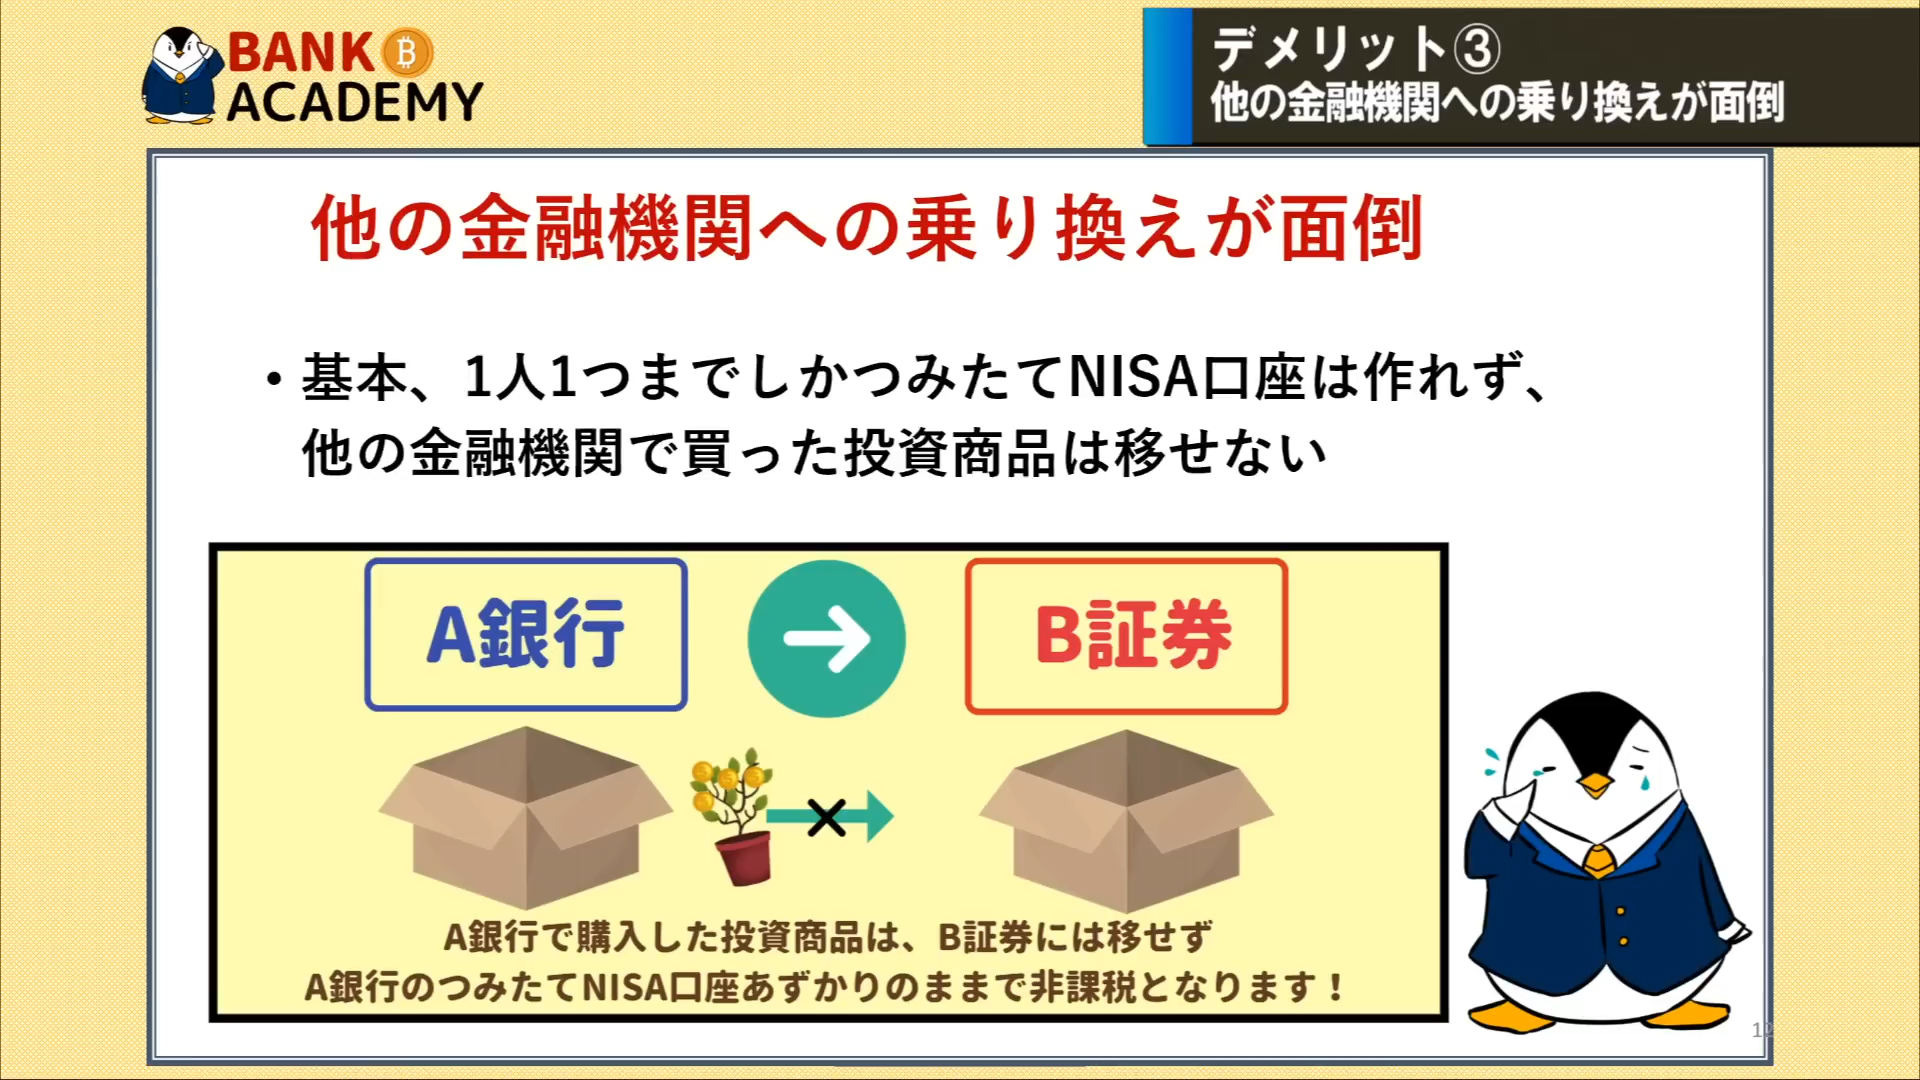 BANK
ACADEMY
デメリット③
他の金融機関への乗り換えが面倒
他の金融機関への乗り換えが面倒
・基本、1人1つまでしかつみたてNISA口座は作れず、
他の金融機関で買った投資商品は移せない
A銀行
B証券
A銀行で購入した投資商品は、B証券には移せず
A銀行のつみたてNISA口座あずかりのままで非課税となります！
12